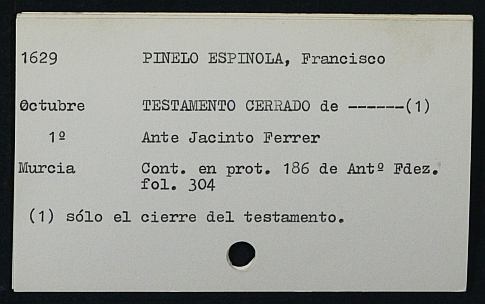 1629 PINELO ESPINOLA, Francisco
Octubre TESTAMENTO CERRADO de ------(1)
1º Ante Jacinto Ferrer
Murcia Cont. en prot. 186 de Antº Fdez.
fol. 304
(1) sólo el cierre del testamento.